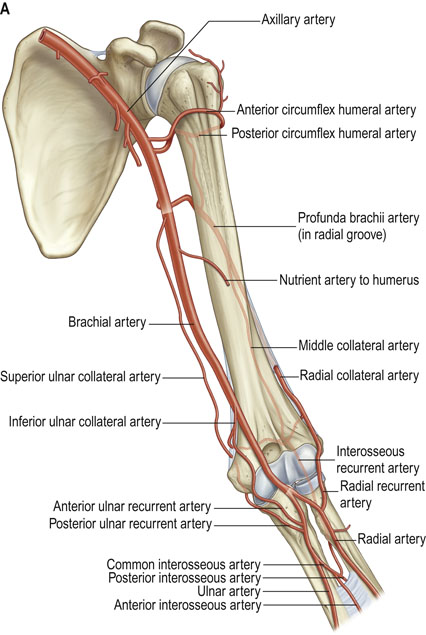 A
Axillary artery
Anterior circumflex humeral artery
Posterior circumflex humeral artery
Profunda brachii artery
(in radial groove)
Nutrient artery to humerus
Brachial artery
Middle collateral artery
Superior ulnar collateral artery
Radial collateral artery
Inferior ulnar collateral artery
Interosseous
recurrent artery
Radial recurrent
artery
Anterior ulnar recurrent artery
Posterior ulnar recurrent artery
Radial artery
Common interosseous artery
Posterior interosseous artery
Ulnar artery
Anterior interosseous artery